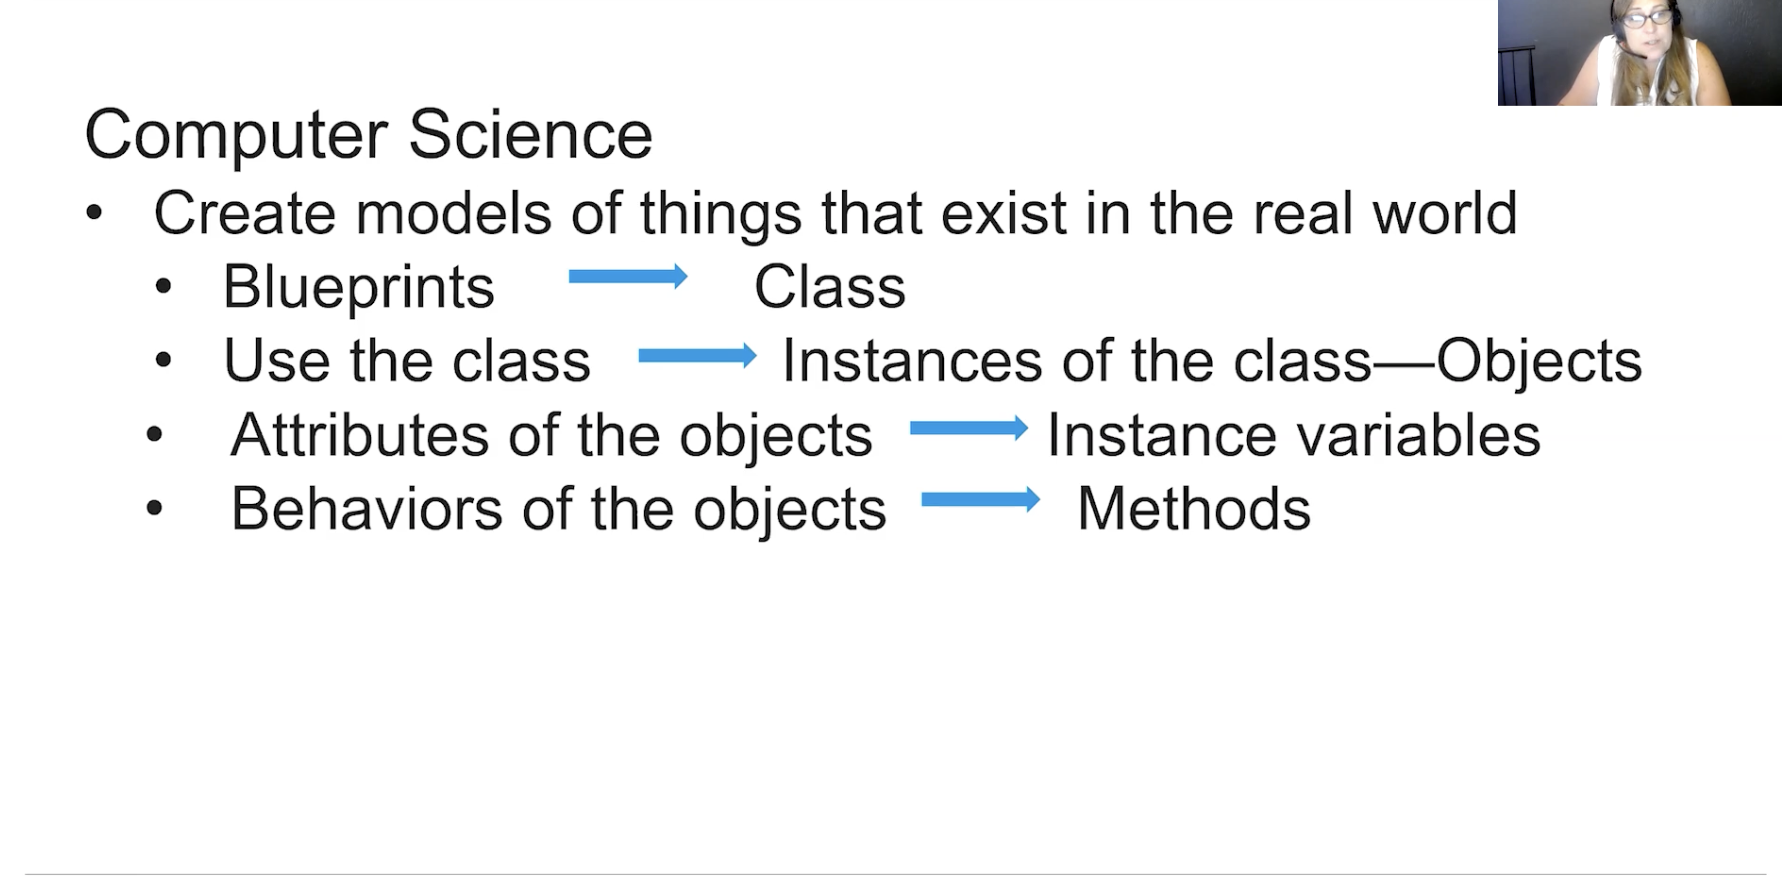 Computer Science
• Create models of things that exist in the real world
• Blueprints Class
• Use the class Instances of the class—Objects
• Attributes of the objects Instance variables
• Behaviors of the objects Methods